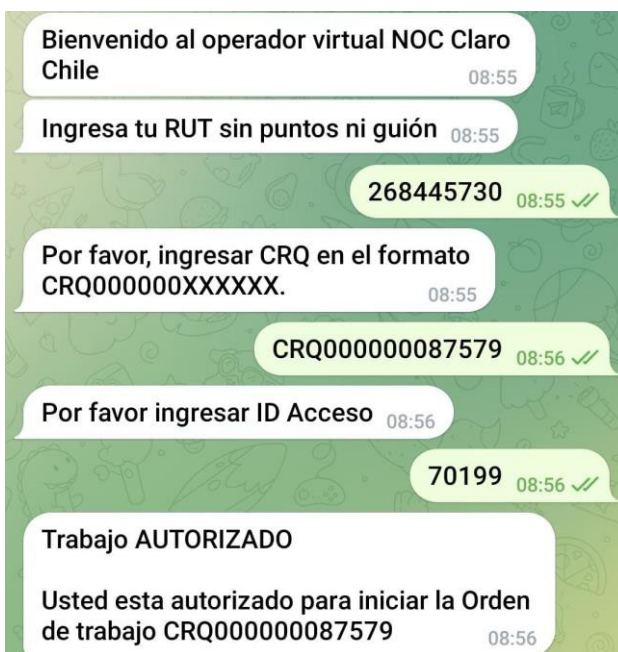 Bienvenido al operador virtual NOC Claro
Chile
08:55
Ingresa tu RUT sin puntos ni guión 08:55
268445730 08:55
Por favor, ingresar CRQ en el formato
CRQ000000XXXXXX.
08:55
CRQ000000087579 08:56
Por favor ingresar ID Acceso 08:56
70199 08:56
Trabajo AUTORIZADO
Usted esta autorizado para iniciar la Orden
de trabajo CRQ000000087579
08:56